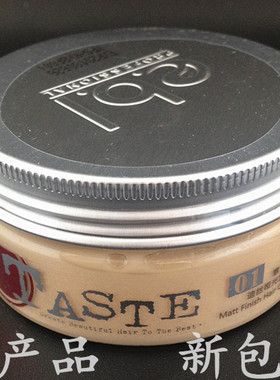 e.b.l
PROFESSIONAL
TASTE
Create Beautiful Hair To The Best
01
Matt Finish Hair
产品 新包